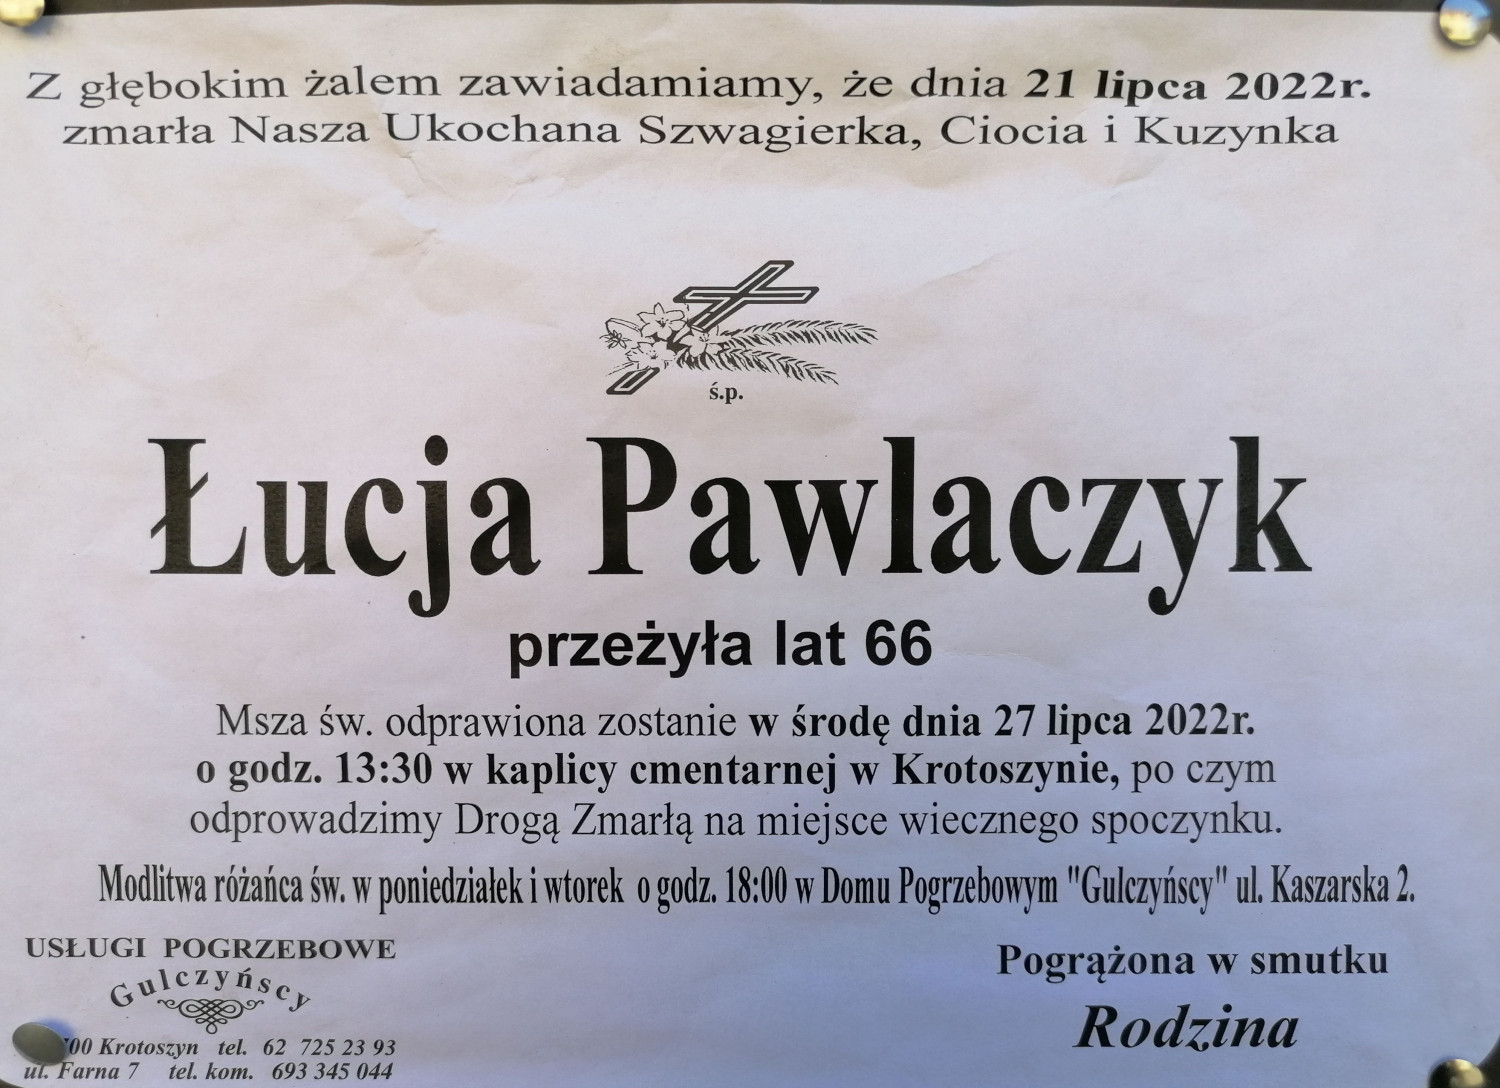 Z głębokim żalem zawiadamiamy, że dnia 21 lipca 2022r.
zmarła Nasza Ukochana Szwagierka, Ciocia i Kuzynka
ś.p.
Łucja Pawlaczyk
przeżyła lat 66
Msza św. odprawiona zostanie w środę dnia 27 lipca 2022r.
o godz. 13:30 w kaplicy cmentarnej w Krotoszynie, po czym
odprowadzimy Drogą Zmarłą na miejsce wiecznego spoczynku.
Modlitwa różańca św. w poniedziałek i wtorek o godz. 18:00 w Domu Pogrzebowym "Gulczyńscy" ul. Kaszarska 2.
USŁUGI POGRZEBOWE
Gulczyńscy
Krotoszyn tel. 62 725 23 93
ul. Farna 7 tel. kom. 693 345 044
Pogrążona w smutku
Rodzina